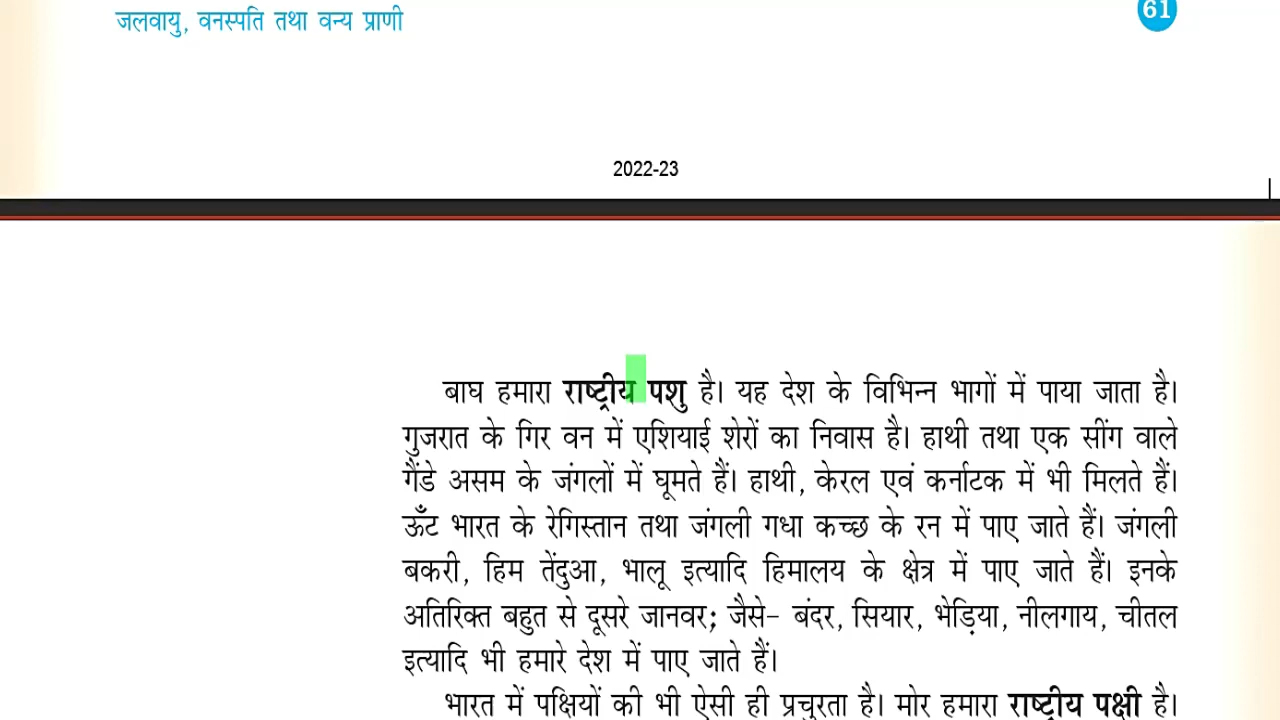 जलवायु, वनस्पति तथा वन्य प्राणी
61
2022-23
बाघ हमारा राष्ट्रीय पशु है। यह देश के विभिन्न भागों में पाया जाता है।
गुजरात के गिर वन में एशियाई शेरों का निवास है। हाथी तथा एक सींग वाले
गैंडे असम के जंगलों में घूमते हैं। हाथी, केरल एवं कर्नाटक में भी मिलते हैं।
ऊँट भारत के रेगिस्तान तथा जंगली गधा कच्छ के रन में पाए जाते हैं। जंगली
बकरी, हिम तेंदुआ, भालू इत्यादि हिमालय के क्षेत्र में पाए जाते हैं। इनके
अतिरिक्त बहुत से दूसरे जानवर; जैसे- बंदर, सियार, भेड़िया, नीलगाय, चीतल
इत्यादि भी हमारे देश में पाए जाते हैं।
भारत में पक्षियों की भी ऐसी ही प्रचुरता है। मोर हमारा राष्ट्रीय पक्षी है।